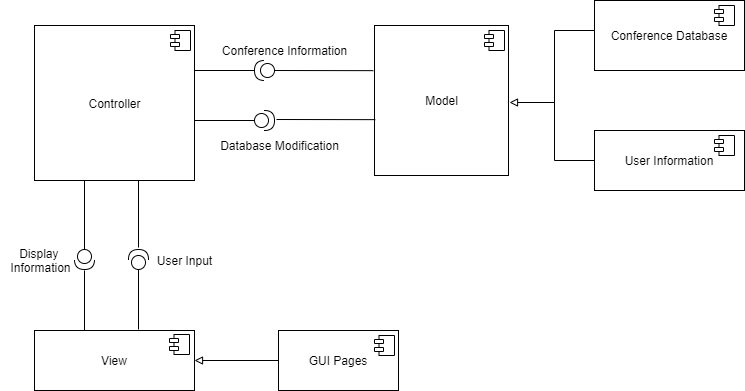 Conference Database
Conference Information
Controller
Model
Database Modification
User Information
Display
Information
User Input
View
GUI Pages